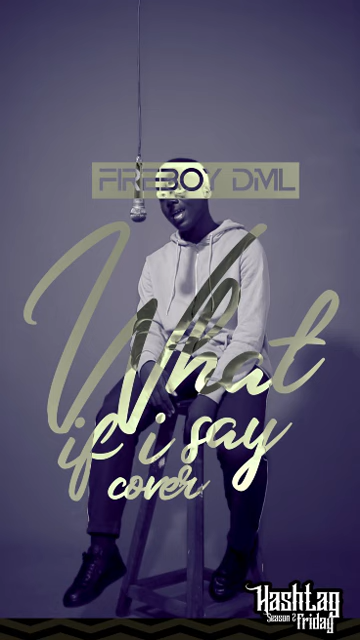 FIREBOY DML
What
if i say
cover
Hashtag
Season 2
Friday